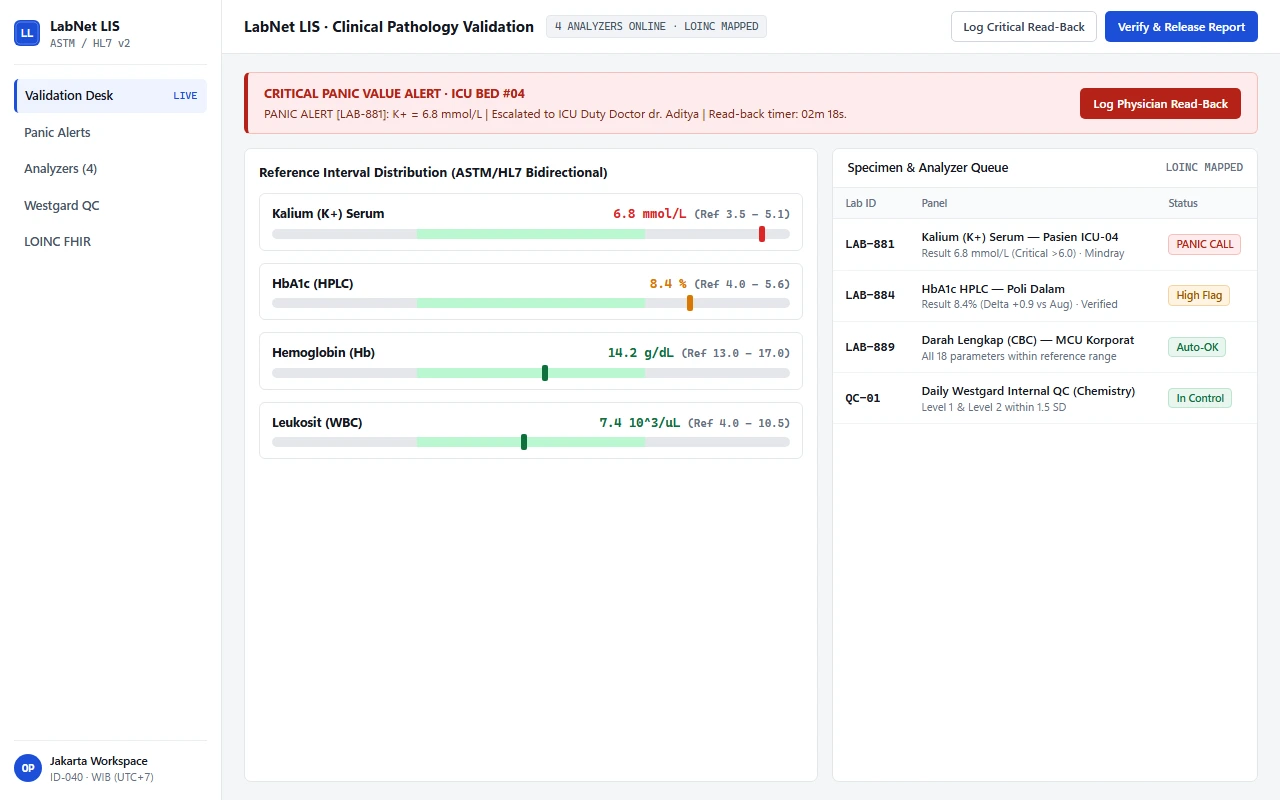 LL
LabNet LIS
ASTM / HL7 v2
Validation Desk LIVE
Panic Alerts
Analyzers (4)
Westgard QC
LOINC FHIR
OP
Jakarta Workspace
ID-040 · WIB (UTC+7)
LabNet LIS · Clinical Pathology Validation
4 ANALYZERS ONLINE · LOINC MAPPED
Log Critical Read-Back
Verify & Release Report
CRITICAL PANIC VALUE ALERT · ICU BED #04
PANIC ALERT [LAB-881]: K+ = 6.8 mmol/L | Escalated to ICU Duty Doctor dr. Aditya | Read-back timer: 02m 18s.
Log Physician Read-Back
Reference Interval Distribution (ASTM/HL7 Bidirectional)
Kalium (K+) Serum 6.8 mmol/L (Ref 3.5 – 5.1)
HbA1c (HPLC) 8.4 % (Ref 4.0 – 5.6)
Hemoglobin (Hb) 14.2 g/dL (Ref 13.0 – 17.0)
Leukosit (WBC) 7.4 10^3/uL (Ref 4.0 – 10.5)
Specimen & Analyzer Queue LOINC MAPPED
Lab ID Panel Status
LAB-881 Kalium (K+) Serum — Pasien ICU-04 PANIC CALL
Result 6.8 mmol/L (Critical >6.0) · Mindray
LAB-884 HbA1c HPLC — Poli Dalam High Flag
Result 8.4% (Delta +0.9 vs Aug) · Verified
LAB-889 Darah Lengkap (CBC) — MCU Korporat Auto-OK
All 18 parameters within reference range
QC-01 Daily Westgard Internal QC (Chemistry) In Control
Level 1 & Level 2 within 1.5 SD